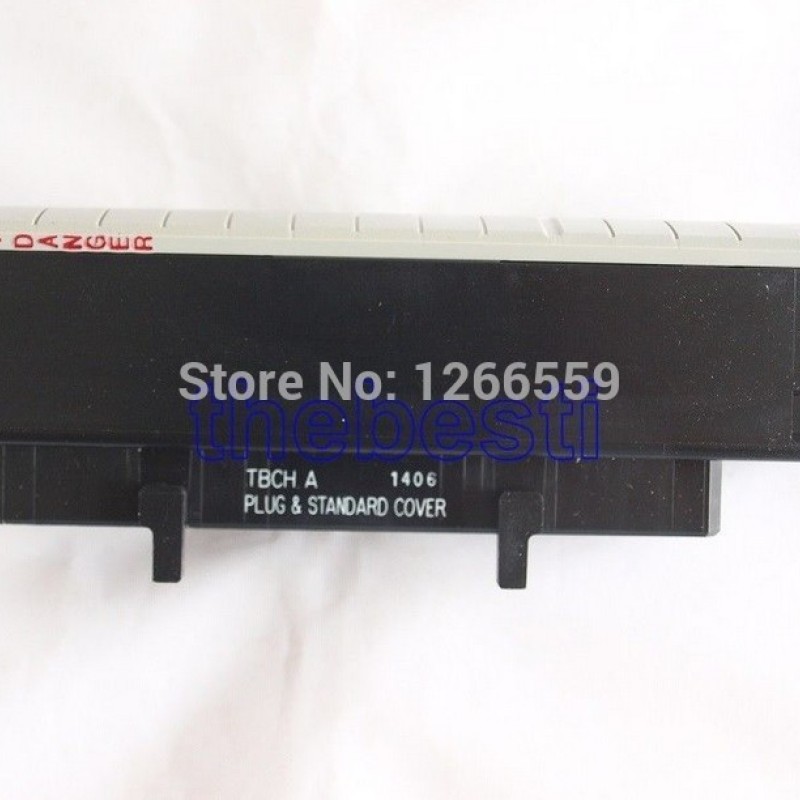 DANGER
Store No: 1266559
thebesti
TBCH A 1406
PLUG & STANDARD COVER